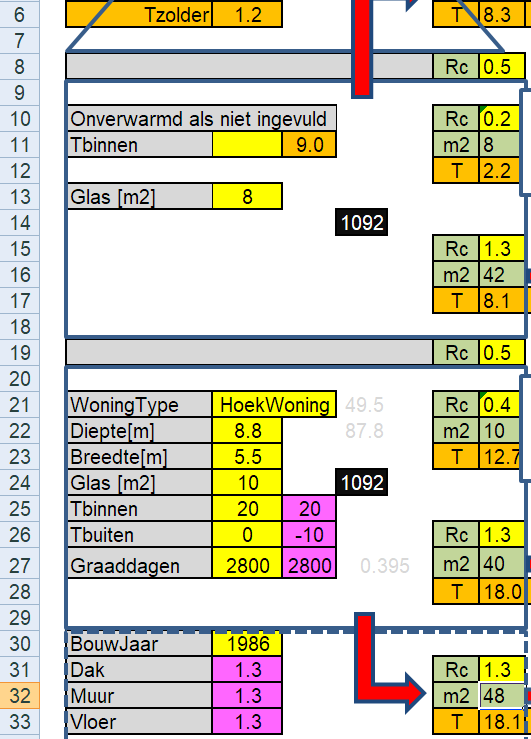 6 Tzolder 1.2 T 8.3
7
8 Rc 0.5
9
10 Onverwarmd als niet ingevuld Rc 0.2
11 Tbinnen 9.0 m2 8
12 T 2.2
13 Glas [m2] 8
14 1092
15 Rc 1.3
16 m2 42
17 T 8.1
18
19 Rc 0.5
20
21 WoningType HoekWoning 49.5 Rc 0.4
22 Diepte[m] 8.8 87.8 m2 10
23 Breedte[m] 5.5 T 12.7
24 Glas [m2] 10 1092
25 Tbinnen 20 20
26 Tbuiten 0 -10 Rc 1.3
27 Graaddagen 2800 2800 0.395 m2 40
28 T 18.0
29
30 BouwJaar 1986
31 Dak 1.3 Rc 1.3
32 Muur 1.3 m2 48
33 Vloer 1.3 T 18.1